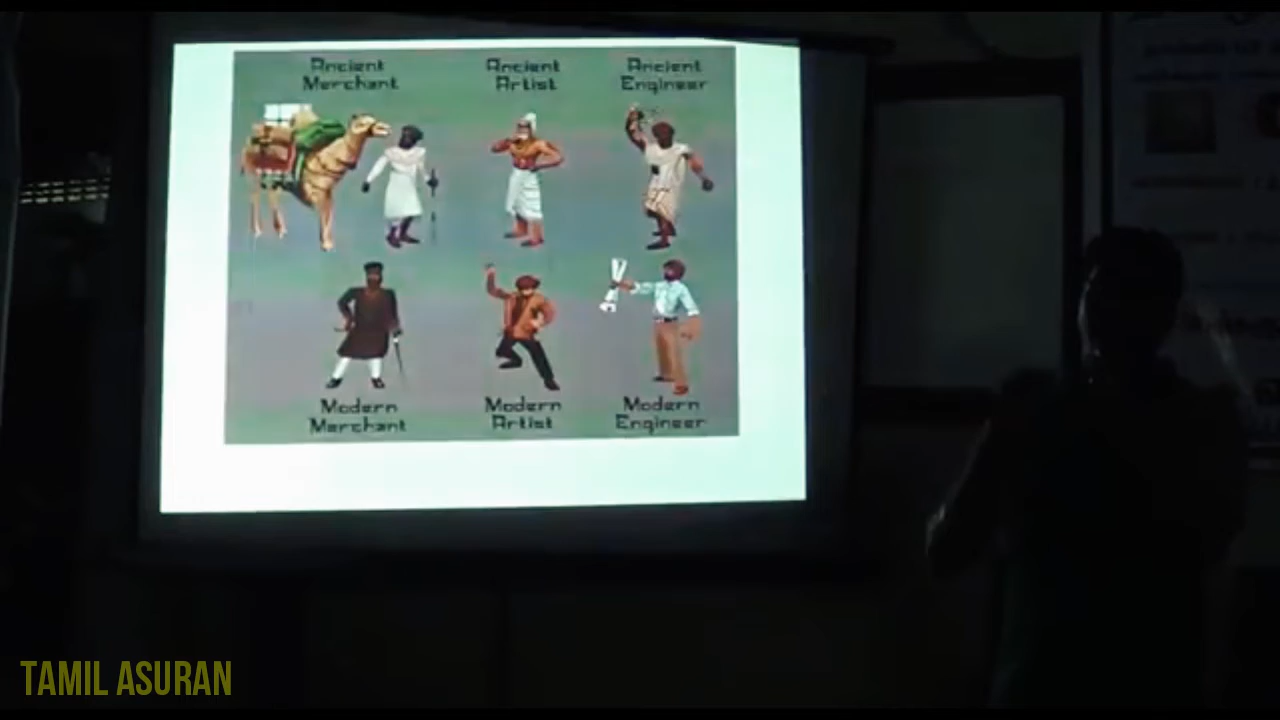 Ancient
Merchant
Ancient
Artist
Ancient
Engineer
Modern
Merchant
Modern
Artist
Modern
Engineer
TAMIL ASURAN